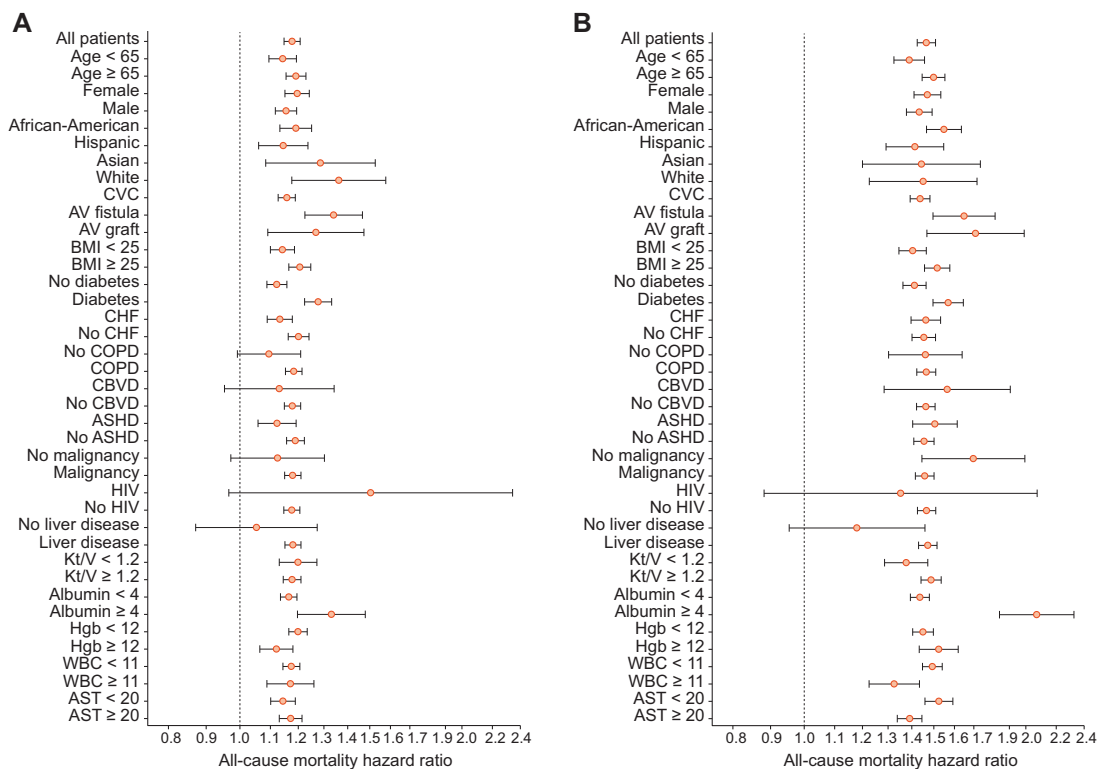 A
All patients
Age < 65
Age ≥ 65
Female
Male
African-American
Hispanic
Asian
White
CVC
AV fistula
AV graft
BMI < 25
BMI ≥ 25
No diabetes
Diabetes
CHF
No CHF
No COPD
COPD
CBVD
No CBVD
ASHD
No ASHD
No malignancy
Malignancy
HIV
No HIV
No liver disease
Liver disease
Kt/V < 1.2
Kt/V ≥ 1.2
Albumin < 4
Albumin ≥ 4
Hgb < 12
Hgb ≥ 12
WBC < 11
WBC ≥ 11
AST < 20
AST ≥ 20
0.8 0.9 1.0 1.1 1.2 1.3 1.4 1.5 1.6 1.7 1.8 1.9 2.0 2.2 2.4
All-cause mortality hazard ratio
B
All patients
Age < 65
Age ≥ 65
Female
Male
African-American
Hispanic
Asian
White
CVC
AV fistula
AV graft
BMI < 25
BMI ≥ 25
No diabetes
Diabetes
CHF
No CHF
No COPD
COPD
CBVD
No CBVD
ASHD
No ASHD
No malignancy
Malignancy
HIV
No HIV
No liver disease
Liver disease
Kt/V < 1.2
Kt/V ≥ 1.2
Albumin < 4
Albumin ≥ 4
Hgb < 12
Hgb ≥ 12
WBC < 11
WBC ≥ 11
AST < 20
AST ≥ 20
0.8 0.9 1.0 1.1 1.2 1.3 1.4 1.5 1.6 1.7 1.8 1.9 2.0 2.2 2.4
All-cause mortality hazard ratio